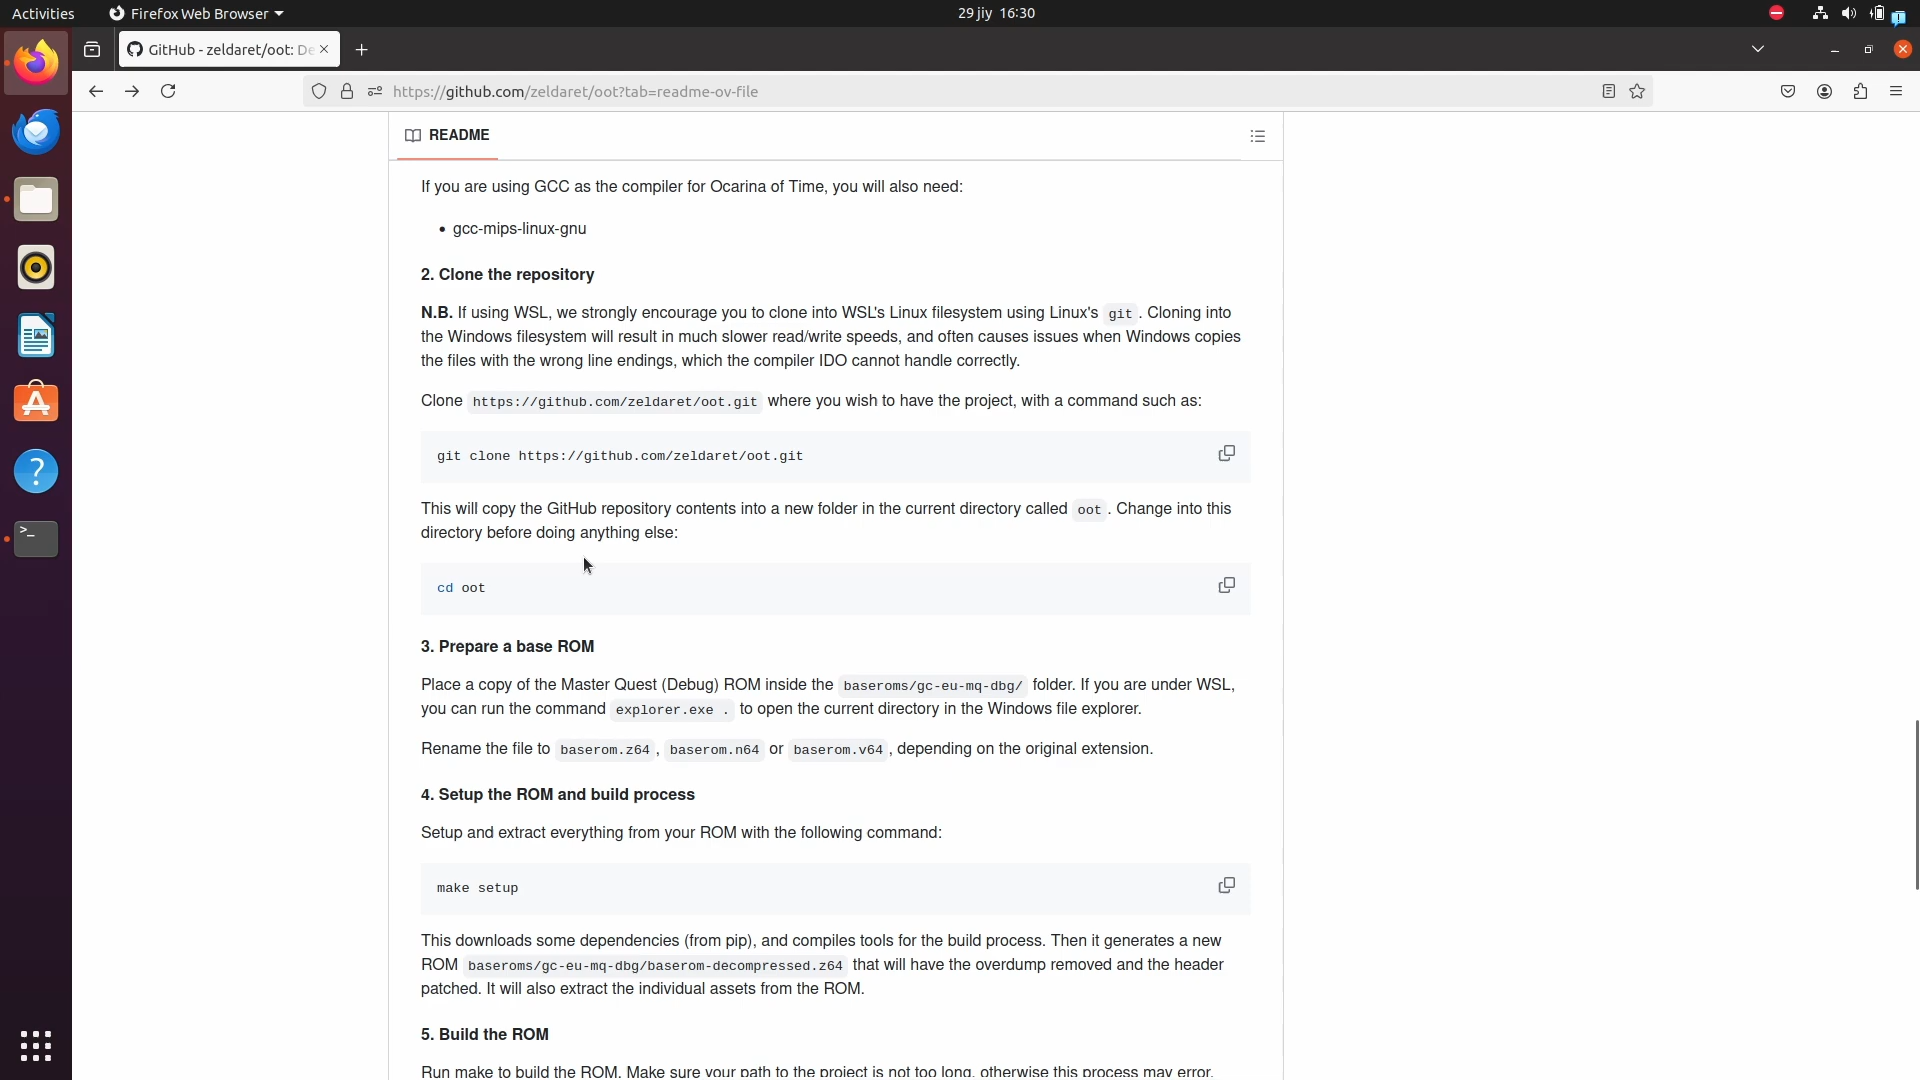 Activities
Firefox Web Browser
29 jiy 16:30
GitHub - zeldaret/oot: De
https://github.com/zeldaret/oot?tab=readme-ov-file
README
If you are using GCC as the compiler for Ocarina of Time, you will also need:
• gcc-mips-linux-gnu
2. Clone the repository
N.B. If using WSL, we strongly encourage you to clone into WSL's Linux filesystem using Linux's git . Cloning into
the Windows filesystem will result in much slower read/write speeds, and often causes issues when Windows copies
the files with the wrong line endings, which the compiler IDO cannot handle correctly.
Clone https://github.com/zeldaret/oot.git where you wish to have the project, with a command such as:
git clone https://github.com/zeldaret/oot.git
This will copy the GitHub repository contents into a new folder in the current directory called oot . Change into this
directory before doing anything else:
cd oot
3. Prepare a base ROM
Place a copy of the Master Quest (Debug) ROM inside the baseroms/gc-eu-mq-dbg/ folder. If you are under WSL,
you can run the command explorer.exe . to open the current directory in the Windows file explorer.
Rename the file to baserom.z64 , baserom.n64 or baserom.v64 , depending on the original extension.
4. Setup the ROM and build process
Setup and extract everything from your ROM with the following command:
make setup
This downloads some dependencies (from pip), and compiles tools for the build process. Then it generates a new
ROM baseroms/gc-eu-mq-dbg/baserom-decompressed.z64 that will have the overdump removed and the header
patched. It will also extract the individual assets from the ROM.
5. Build the ROM
Run make to build the ROM. Make sure your path to the project is not too long, otherwise this process may error.